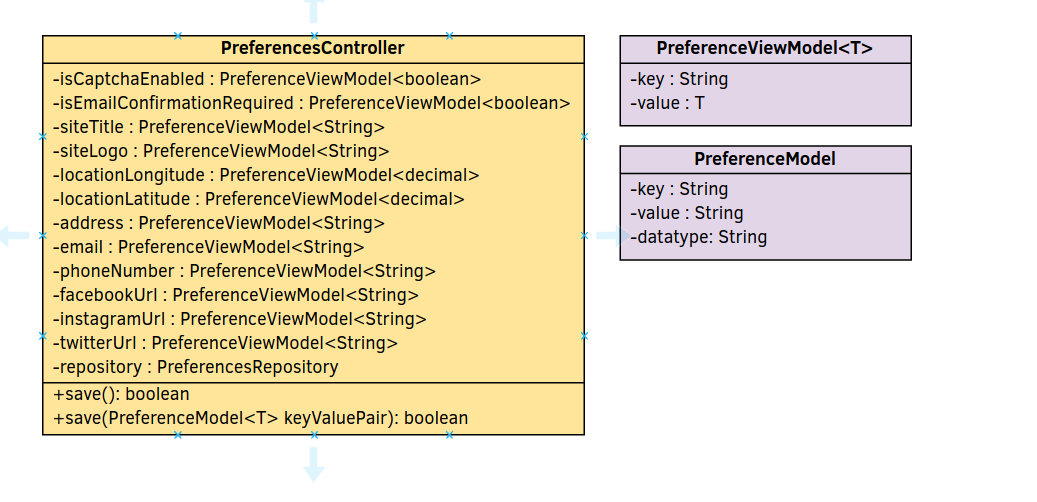 PreferencesController
-isCaptchaEnabled : PreferenceViewModel<boolean>
-isEmailConfirmationRequired : PreferenceViewModel<boolean>
-siteTitle : PreferenceViewModel<String>
-siteLogo : PreferenceViewModel<String>
-locationLongitude : PreferenceViewModel<decimal>
-locationLatitude : PreferenceViewModel<decimal>
-address : PreferenceViewModel<String>
-email : PreferenceViewModel<String>
-phoneNumber : PreferenceViewModel<String>
-facebookUrl : PreferenceViewModel<String>
-instagramUrl : PreferenceViewModel<String>
-twitterUrl : PreferenceViewModel<String>
-repository : PreferencesRepository
+save(): boolean
+save(PreferenceModel<T> keyValuePair): boolean
PreferenceViewModel<T>
-key : String
-value : T
PreferenceModel
-key : String
-value : String
-datatype: String